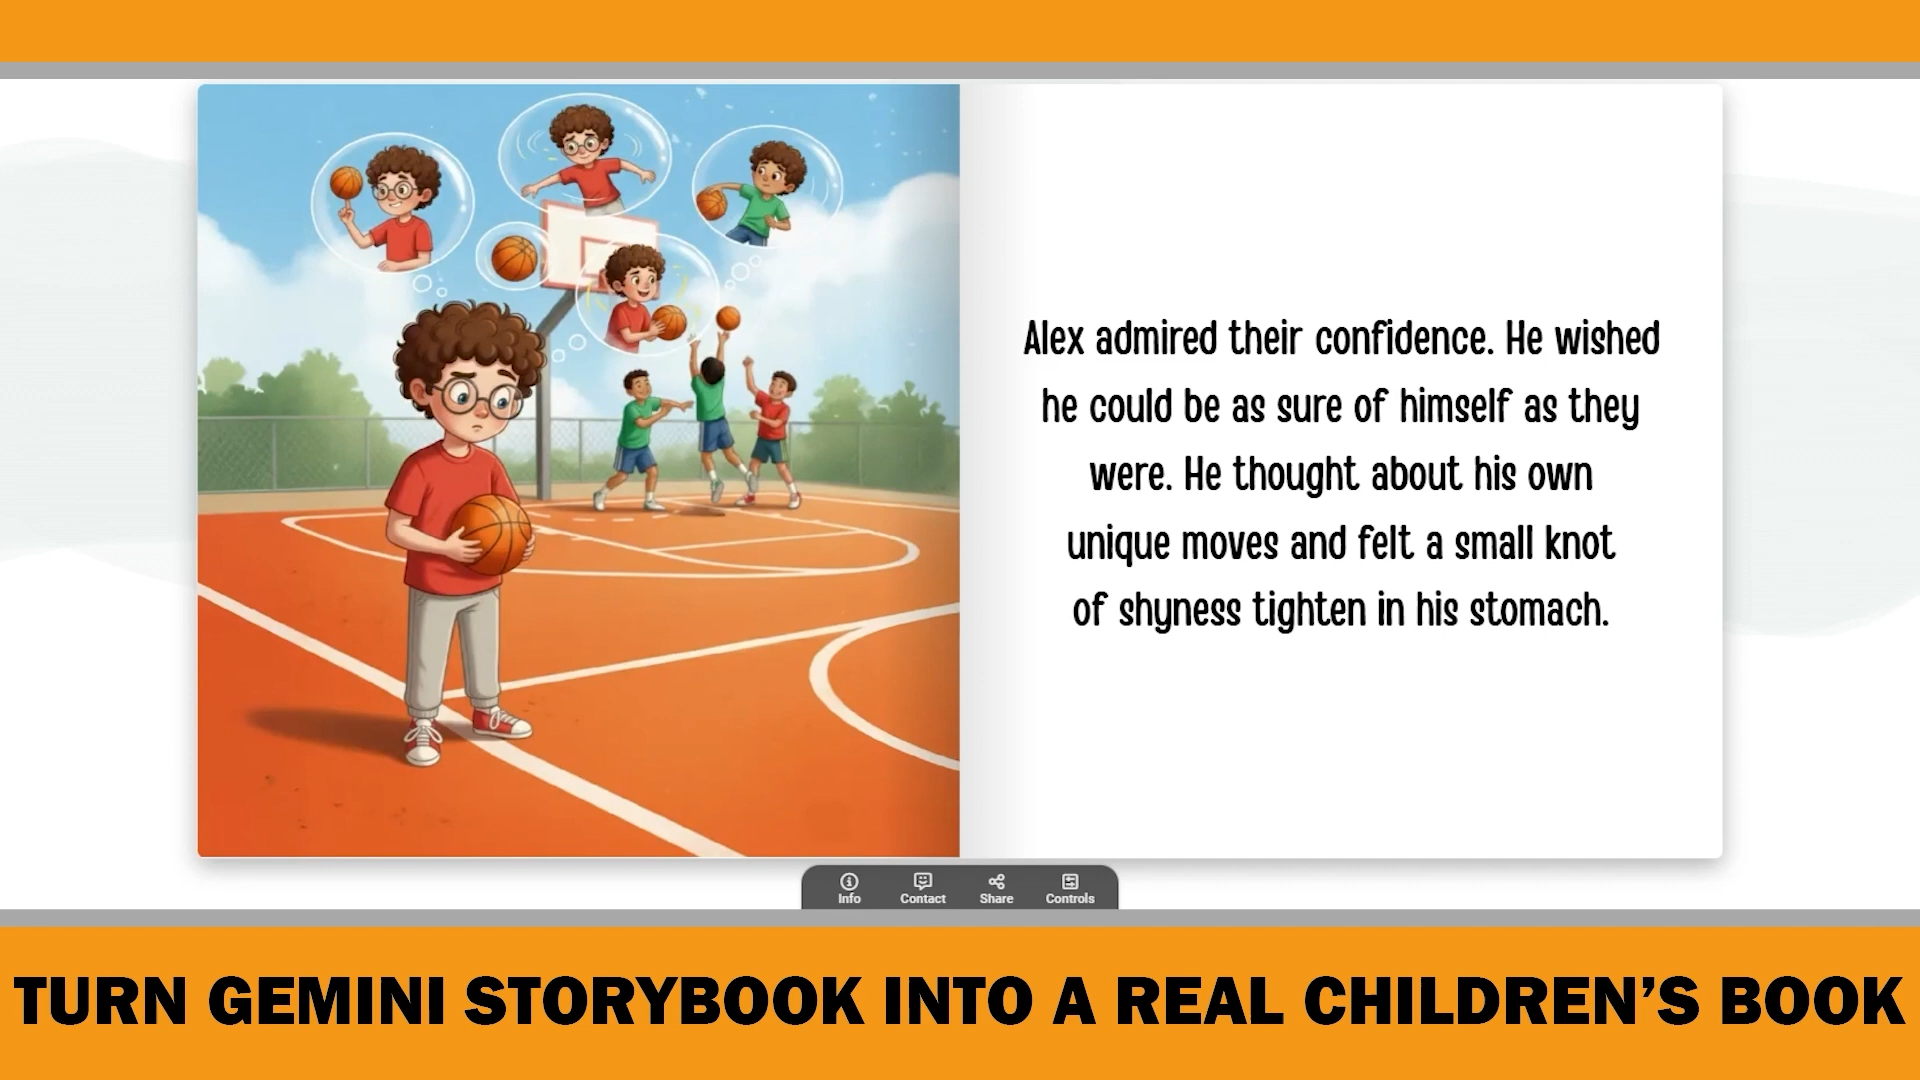 Alex admired their confidence. He wished
he could be as sure of himself as they
were. He thought about his own
unique moves and felt a small knot
of shyness tighten in his stomach.
Info
Contact
Share
Controls
TURN GEMINI STORYBOOK INTO A REAL CHILDREN’S BOOK